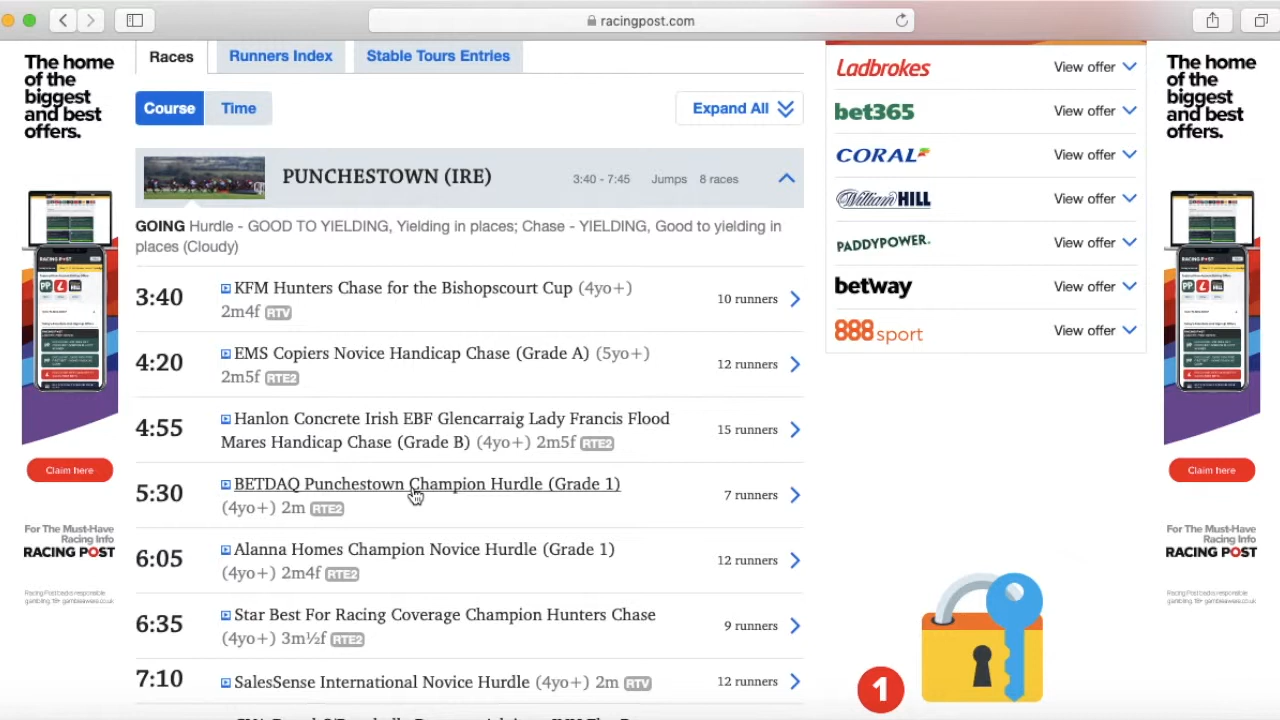 racingpost.com
The home
of the
biggest
and best
offers.
Claim here
For The Must-Have
Racing Info
RACING POST
Races
Runners Index
Stable Tours Entries
Course
Time
Expand All
PUNCHESTOWN (IRE)
3:40 - 7:45 Jumps 8 races
GOING Hurdle - GOOD TO YIELDING, Yielding in places, Chase - YIELDING, Good to yielding in
places (Cloudy)
3:40
KFM Hunters Chase for the Bishopscourt Cup (4yo+)
2m4f RTV
10 runners
4:20
EMS Copiers Novice Handicap Chase (Grade A) (5yo+)
2m5f RTE2
12 runners
4:55
Hanlon Concrete Irish EBF Glencarraig Lady Francis Flood
Mares Handicap Chase (Grade B) (4yo+) 2m5f RTE2
15 runners
5:30
BETDAQ Punchestown Champion Hurdle (Grade 1)
(4yo+) 2m RTE2
7 runners
6:05
Alanna Homes Champion Novice Hurdle (Grade 1)
(4yo+) 2m4f RTE2
12 runners
6:35
Star Best For Racing Coverage Champion Hunters Chase
(4yo+) 3m½f RTE2
9 runners
7:10
SalesSense International Novice Hurdle (4yo+) 2m RTV
12 runners
Ladbrokes View offer
bet365 View offer
CORAL View offer
William HILL View offer
PADDYPOWER. View offer
betway View offer
888sport View offer
1
The home
of the
biggest
and best
offers.
Claim here
For The Must-Have
Racing Info
RACING POST